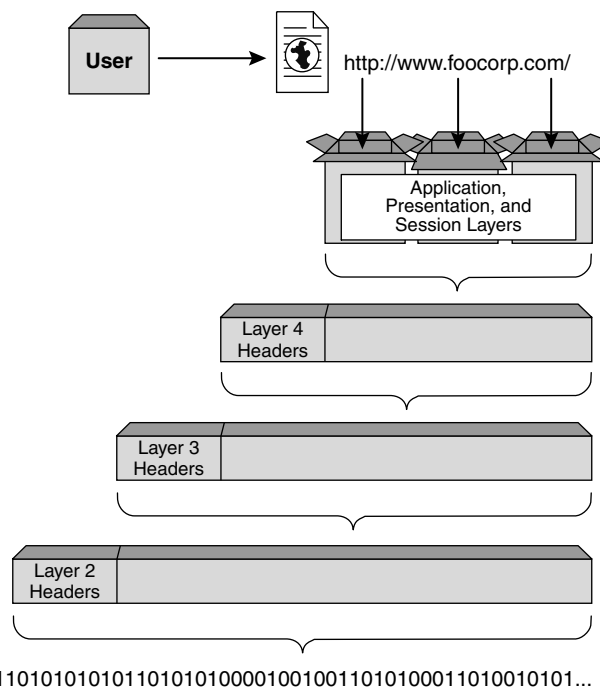 User
http://www.foocorp.com/
Application,
Presentation, and
Session Layers
Layer 4
Headers
Layer 3
Headers
Layer 2
Headers
1101010101011010101000010010011010100011010010101...